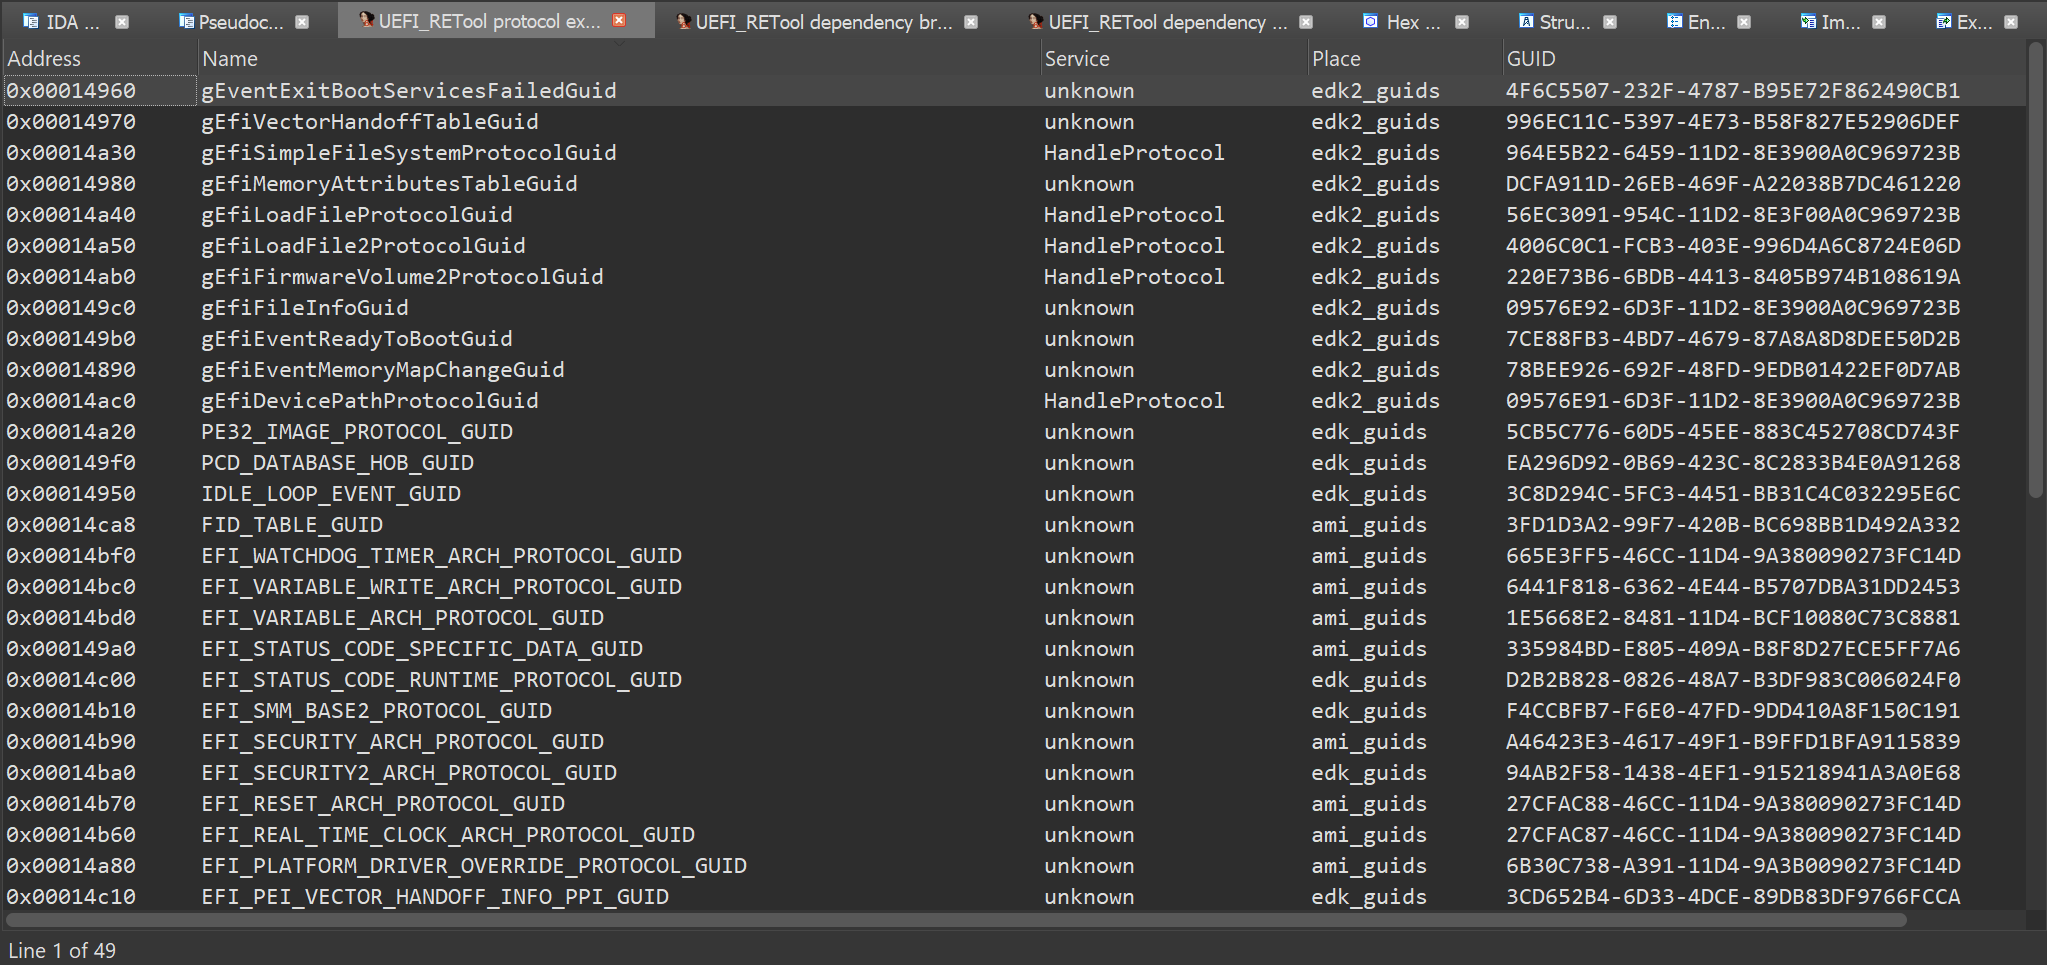 IDA ... Pseudoc... UEFI_RETool protocol ex... UEFI_RETool dependency br... UEFI_RETool dependency ... Hex ... Stru... En... Im... Ex...
Address Name Service Place GUID
0x00014960 gEventExitBootServicesFailedGuid unknown edk2_guids 4F6C5507-232F-4787-B95E72F862490CB1
0x00014970 gEfiVectorHandoffTableGuid unknown edk2_guids 996EC11C-5397-4E73-B58F827E52906DEF
0x00014a30 gEfiSimpleFileSystemProtocolGuid HandleProtocol edk2_guids 964E5B22-6459-11D2-8E3900A0C969723B
0x00014980 gEfiMemoryAttributesTableGuid unknown edk2_guids DCFA911D-26EB-469F-A22038B7DC461220
0x00014a40 gEfiLoadFileProtocolGuid HandleProtocol edk2_guids 56EC3091-954C-11D2-8E3F00A0C969723B
0x00014a50 gEfiLoadFile2ProtocolGuid HandleProtocol edk2_guids 4006C0C1-FCB3-403E-996D4A6C8724E06D
0x00014ab0 gEfiFirmwareVolume2ProtocolGuid HandleProtocol edk2_guids 220E73B6-6BDB-4413-8405B974B108619A
0x000149c0 gEfiFileInfoGuid unknown edk2_guids 09576E92-6D3F-11D2-8E3900A0C969723B
0x000149b0 gEfiEventReadyToBootGuid unknown edk2_guids 7CE88FB3-4BD7-4679-87A8A8D8DEE50D2B
0x00014890 gEfiEventMemoryMapChangeGuid unknown edk2_guids 78BEE926-692F-48FD-9EDB01422EF0D7AB
0x00014ac0 gEfiDevicePathProtocolGuid HandleProtocol edk2_guids 09576E91-6D3F-11D2-8E3900A0C969723B
0x00014a20 PE32_IMAGE_PROTOCOL_GUID unknown edk_guids 5CB5C776-60D5-45EE-883C452708CD743F
0x000149f0 PCD_DATABASE_HOB_GUID unknown edk_guids EA296D92-0B69-423C-8C2833B4E0A91268
0x00014950 IDLE_LOOP_EVENT_GUID unknown edk_guids 3C8D294C-5FC3-4451-BB31C4C032295E6C
0x00014ca8 FID_TABLE_GUID unknown ami_guids 3FD1D3A2-99F7-420B-BC698BB1D492A332
0x00014bf0 EFI_WATCHDOG_TIMER_ARCH_PROTOCOL_GUID unknown ami_guids 665E3FF5-46CC-11D4-9A380090273FC14D
0x00014bc0 EFI_VARIABLE_WRITE_ARCH_PROTOCOL_GUID unknown ami_guids 6441F818-6362-4E44-B5707DBA31DD2453
0x00014bd0 EFI_VARIABLE_ARCH_PROTOCOL_GUID unknown ami_guids 1E5668E2-8481-11D4-BCF10080C73C8881
0x000149a0 EFI_STATUS_CODE_SPECIFIC_DATA_GUID unknown ami_guids 335984BD-E805-409A-B8F8D27ECE5FF7A6
0x00014c00 EFI_STATUS_CODE_RUNTIME_PROTOCOL_GUID unknown edk_guids D2B2B828-0826-48A7-B3DF983C006024F0
0x00014b10 EFI_SMM_BASE2_PROTOCOL_GUID unknown edk_guids F4CCBFB7-F6E0-47FD-9DD410A8F150C191
0x00014b90 EFI_SECURITY_ARCH_PROTOCOL_GUID unknown ami_guids A46423E3-4617-49F1-B9FFD1BFA9115839
0x00014ba0 EFI_SECURITY2_ARCH_PROTOCOL_GUID unknown edk_guids 94AB2F58-1438-4EF1-915218941A3A0E68
0x00014b70 EFI_RESET_ARCH_PROTOCOL_GUID unknown ami_guids 27CFAC88-46CC-11D4-9A380090273FC14D
0x00014b60 EFI_REAL_TIME_CLOCK_ARCH_PROTOCOL_GUID unknown ami_guids 27CFAC87-46CC-11D4-9A380090273FC14D
0x00014a80 EFI_PLATFORM_DRIVER_OVERRIDE_PROTOCOL_GUID unknown ami_guids 6B30C738-A391-11D4-9A3B0090273FC14D
0x00014c10 EFI_PEI_VECTOR_HANDOFF_INFO_PPI_GUID unknown edk_guids 3CD652B4-6D33-4DCE-89DB83DF9766FCCA
Line 1 of 49